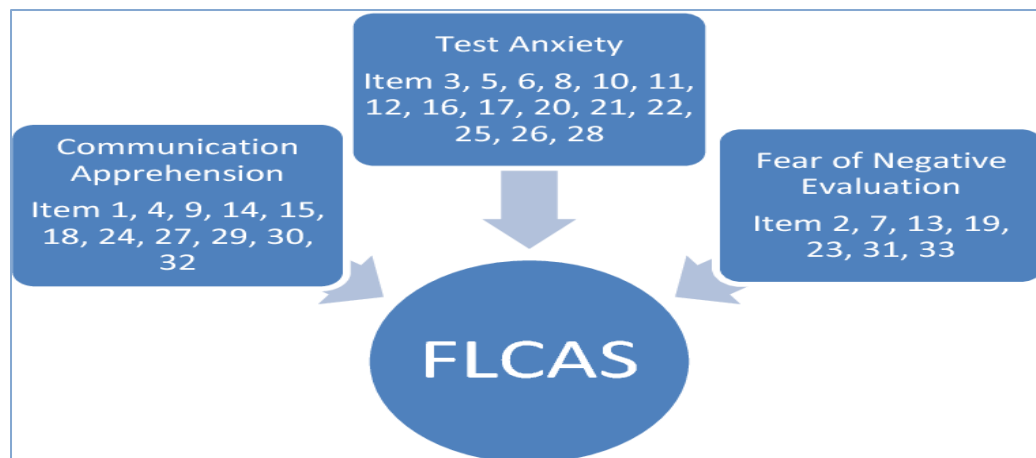 Test Anxiety
Item 3, 5, 6, 8, 10, 11,
12, 16, 17, 20, 21, 22,
25, 26, 28
Communication
Apprehension
Item 1, 4, 9, 14, 15,
18, 24, 27, 29, 30,
32
Fear of Negative
Evaluation
Item 2, 7, 13, 19,
23, 31, 33
FLCAS